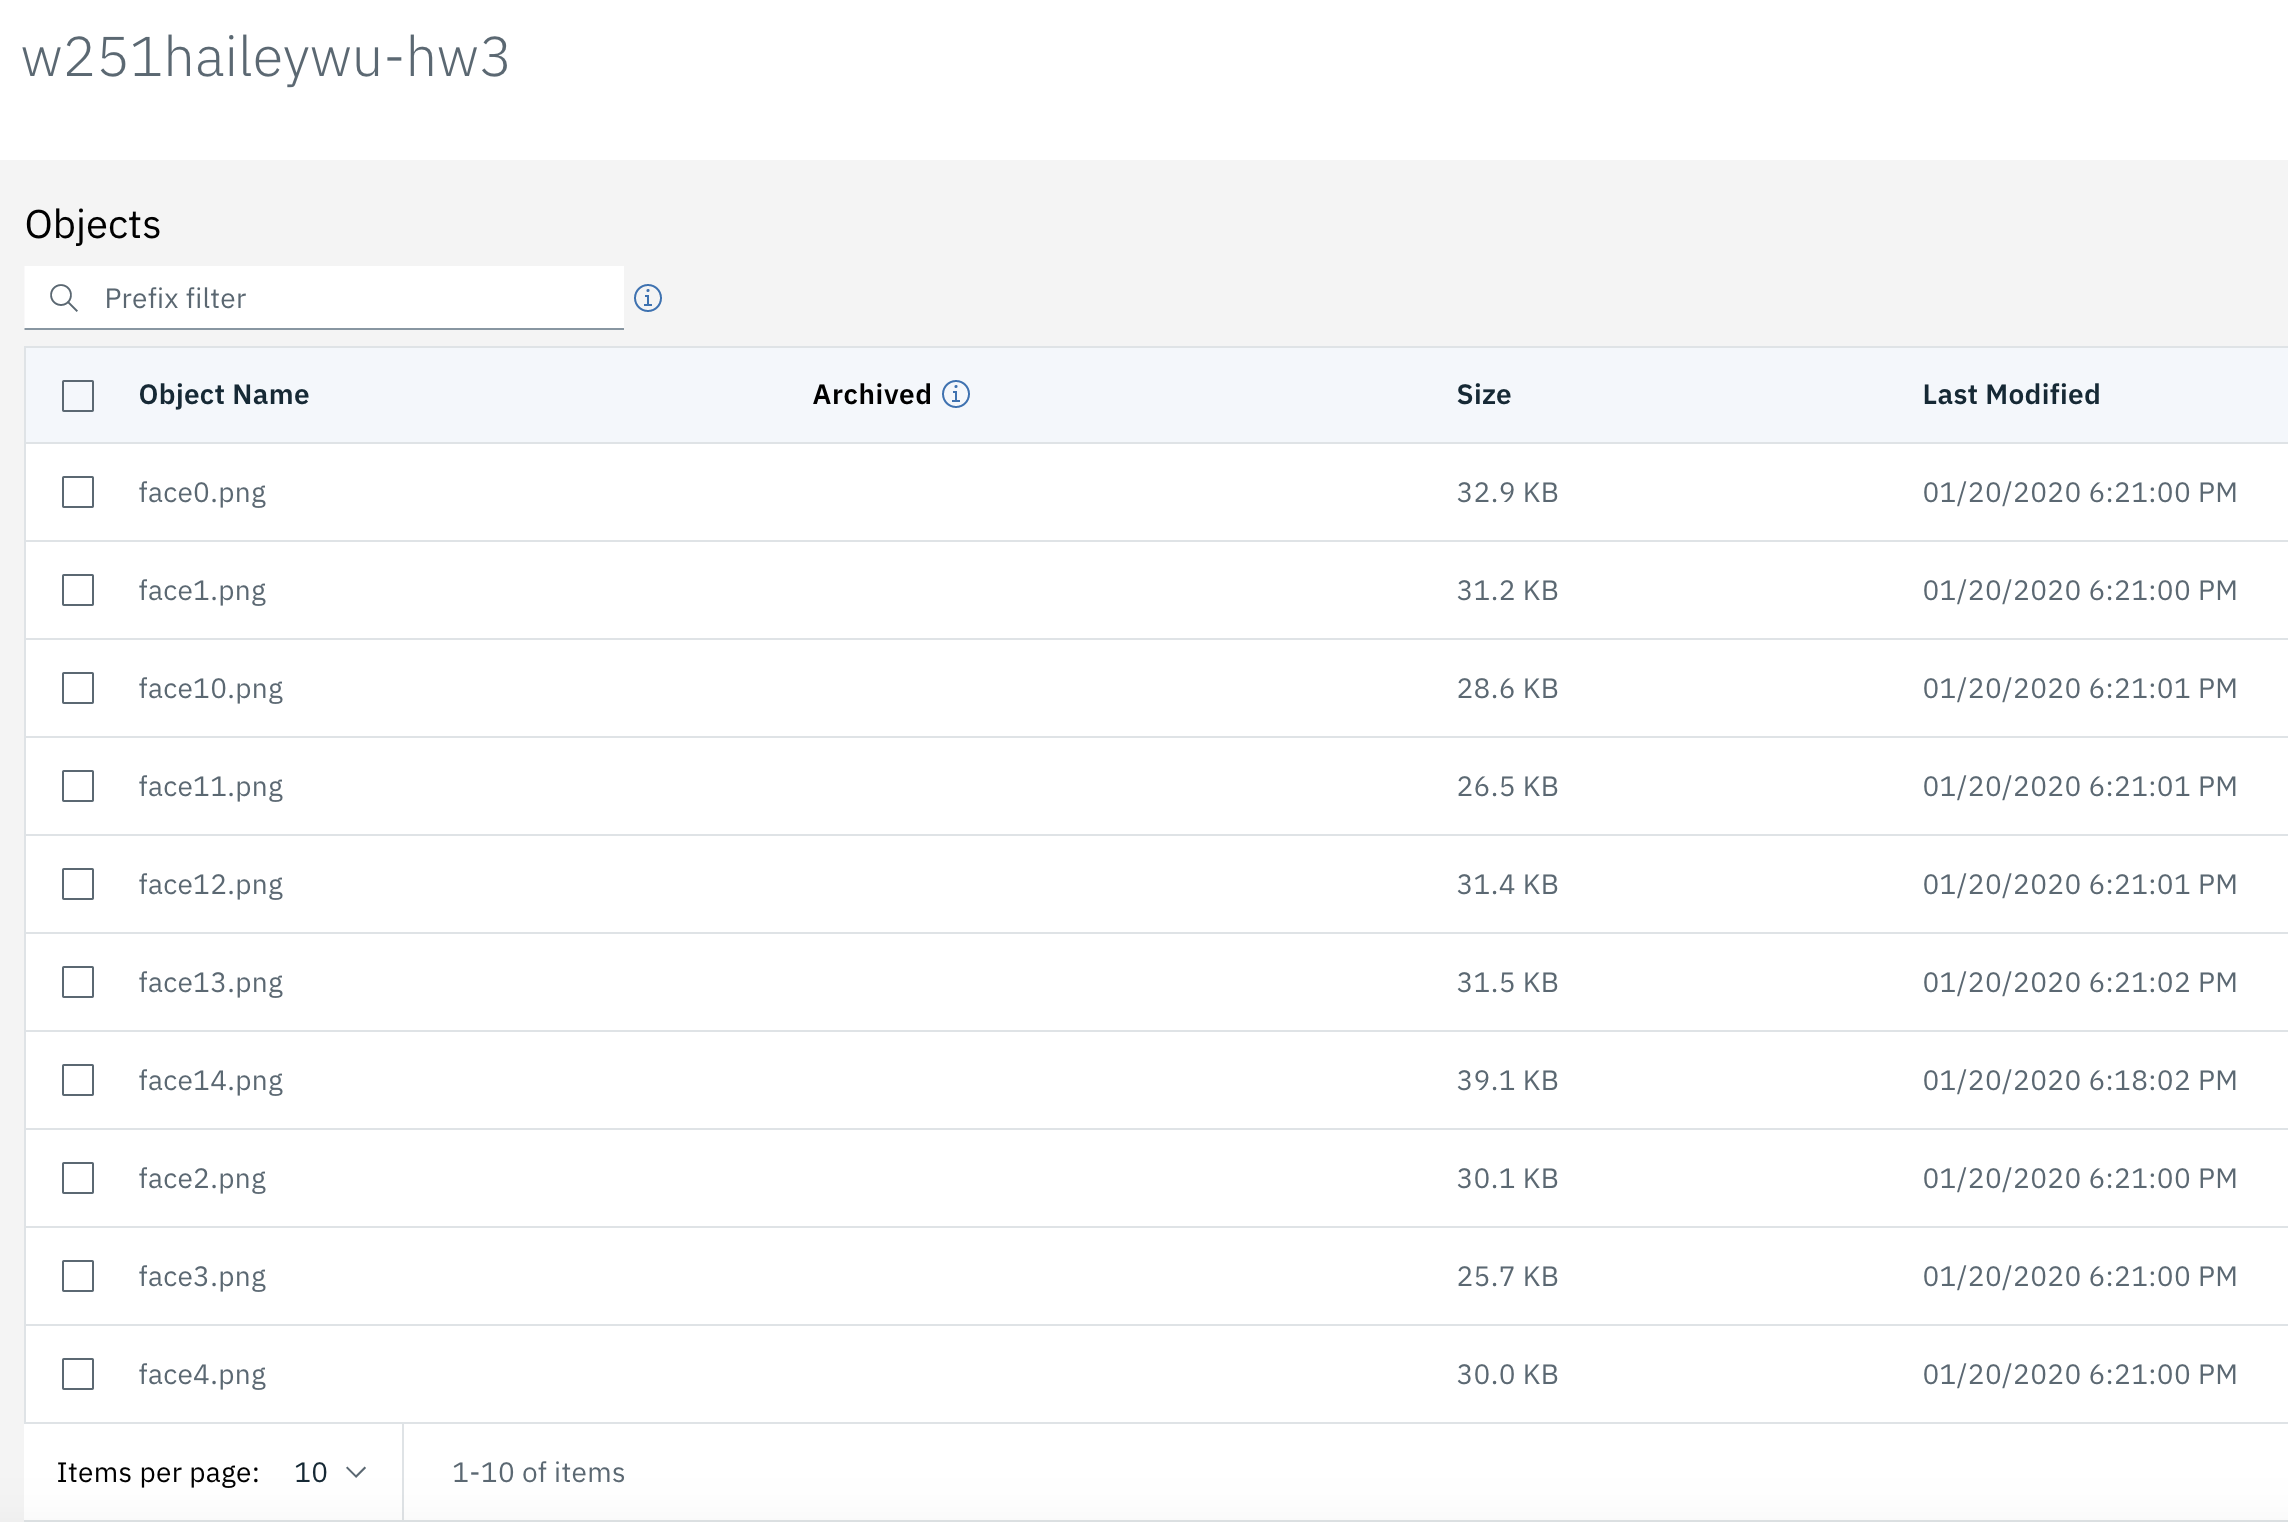 w251haileywu-hw3
Objects
Prefix filter
Object Name Archived Size Last Modified
face0.png 32.9 KB 01/20/2020 6:21:00 PM
face1.png 31.2 KB 01/20/2020 6:21:00 PM
face10.png 28.6 KB 01/20/2020 6:21:01 PM
face11.png 26.5 KB 01/20/2020 6:21:01 PM
face12.png 31.4 KB 01/20/2020 6:21:01 PM
face13.png 31.5 KB 01/20/2020 6:21:02 PM
face14.png 39.1 KB 01/20/2020 6:18:02 PM
face2.png 30.1 KB 01/20/2020 6:21:00 PM
face3.png 25.7 KB 01/20/2020 6:21:00 PM
face4.png 30.0 KB 01/20/2020 6:21:00 PM
Items per page: 10 1-10 of items